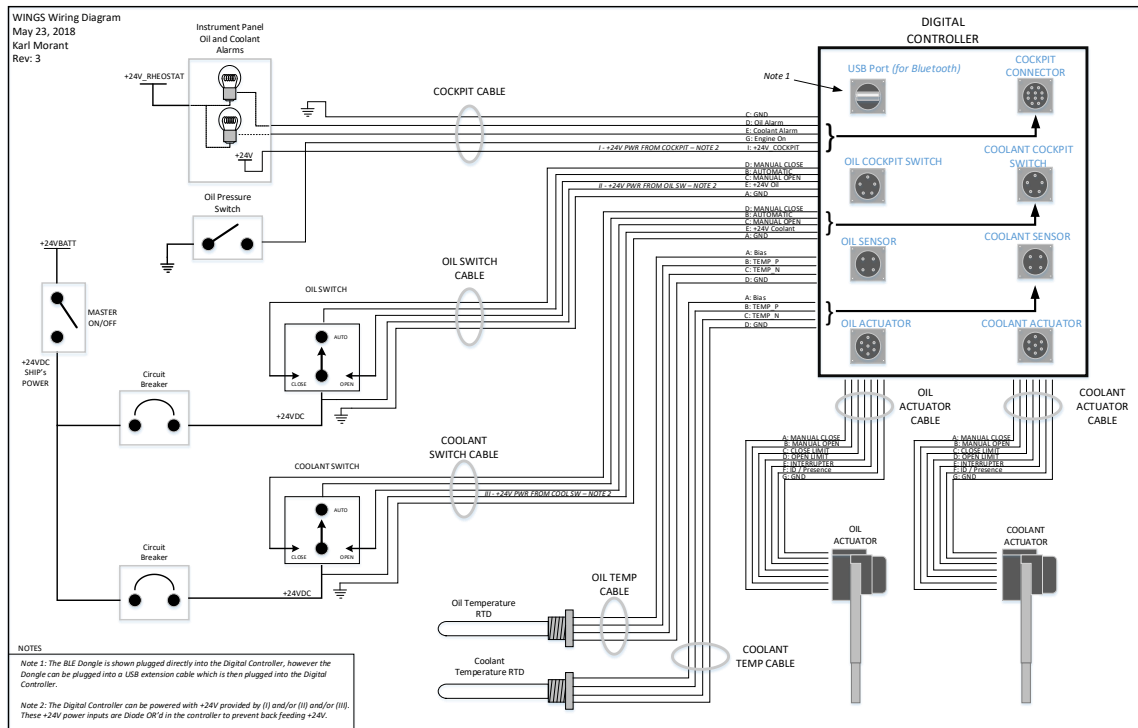 WINGS Wiring Diagram
May 23, 2018
Karl Morant
Rev: 3
Instrument Panel
Oil and Coolant
Alarms
+24V_RHEOSTAT
+24V
COCKPIT CABLE
DIGITAL
CONTROLLER
Note 1
USB Port (for Bluetooth)
COCKPIT
CONNECTOR
C: GND
D: Oil Alarm
E: Coolant Alarm
G: Engine On
I - +24V PWR FROM COCKPIT – NOTE 2
I: +24V_COCKPIT
OIL COCKPIT SWITCH
COOLANT COCKPIT
SWITCH
D: MANUAL CLOSE
B: AUTOMATIC
C: MANUAL OPEN
II - +24V PWR FROM OIL SW – NOTE 2
E: +24V Oil
A: GND
Oil Pressure
Switch
D: MANUAL CLOSE
B: AUTOMATIC
C: MANUAL OPEN
E: +24V Coolant
A: GND
OIL SENSOR
COOLANT SENSOR
+24VBATT
OIL SWITCH
CABLE
A: Bias
B: TEMP_P
C: TEMP_N
D: GND
OIL SWITCH
MASTER
ON/OFF
AUTO
CLOSE
OPEN
A: Bias
B: TEMP_P
C: TEMP_N
D: GND
OIL ACTUATOR
COOLANT ACTUATOR
+24VDC
SHIP's
POWER
Circuit
Breaker
+24VDC
OIL
ACTUATOR
CABLE
COOLANT
ACTUATOR
CABLE
COOLANT
SWITCH CABLE
COOLANT SWITCH
A: MANUAL CLOSE
B: MANUAL OPEN
C: CLOSE LIMIT
D: OPEN LIMIT
E: INTERRUPTER
F: ID / Presence
G: GND
A: MANUAL CLOSE
B: MANUAL OPEN
C: CLOSE LIMIT
D: OPEN LIMIT
E: INTERRUPTER
F: ID / Presence
G: GND
III - +24V PWR FROM COOL SW – NOTE 2
AUTO
CLOSE
OPEN
Circuit
Breaker
+24VDC
OIL
ACTUATOR
COOLANT
ACTUATOR
OIL TEMP
CABLE
Oil Temperature
RTD
Coolant
Temperature RTD
COOLANT
TEMP CABLE
NOTES
Note 1: The BLE Dongle is shown plugged directly into the Digital Controller, however the
Dongle can be plugged into a USB extension cable which is then plugged into the Digital
Controller.
Note 2: The Digital Controller can be powered with +24V provided by (I) and/or (II) and/or (III).
These +24V power inputs are Diode OR'd in the controller to prevent back feeding +24V.